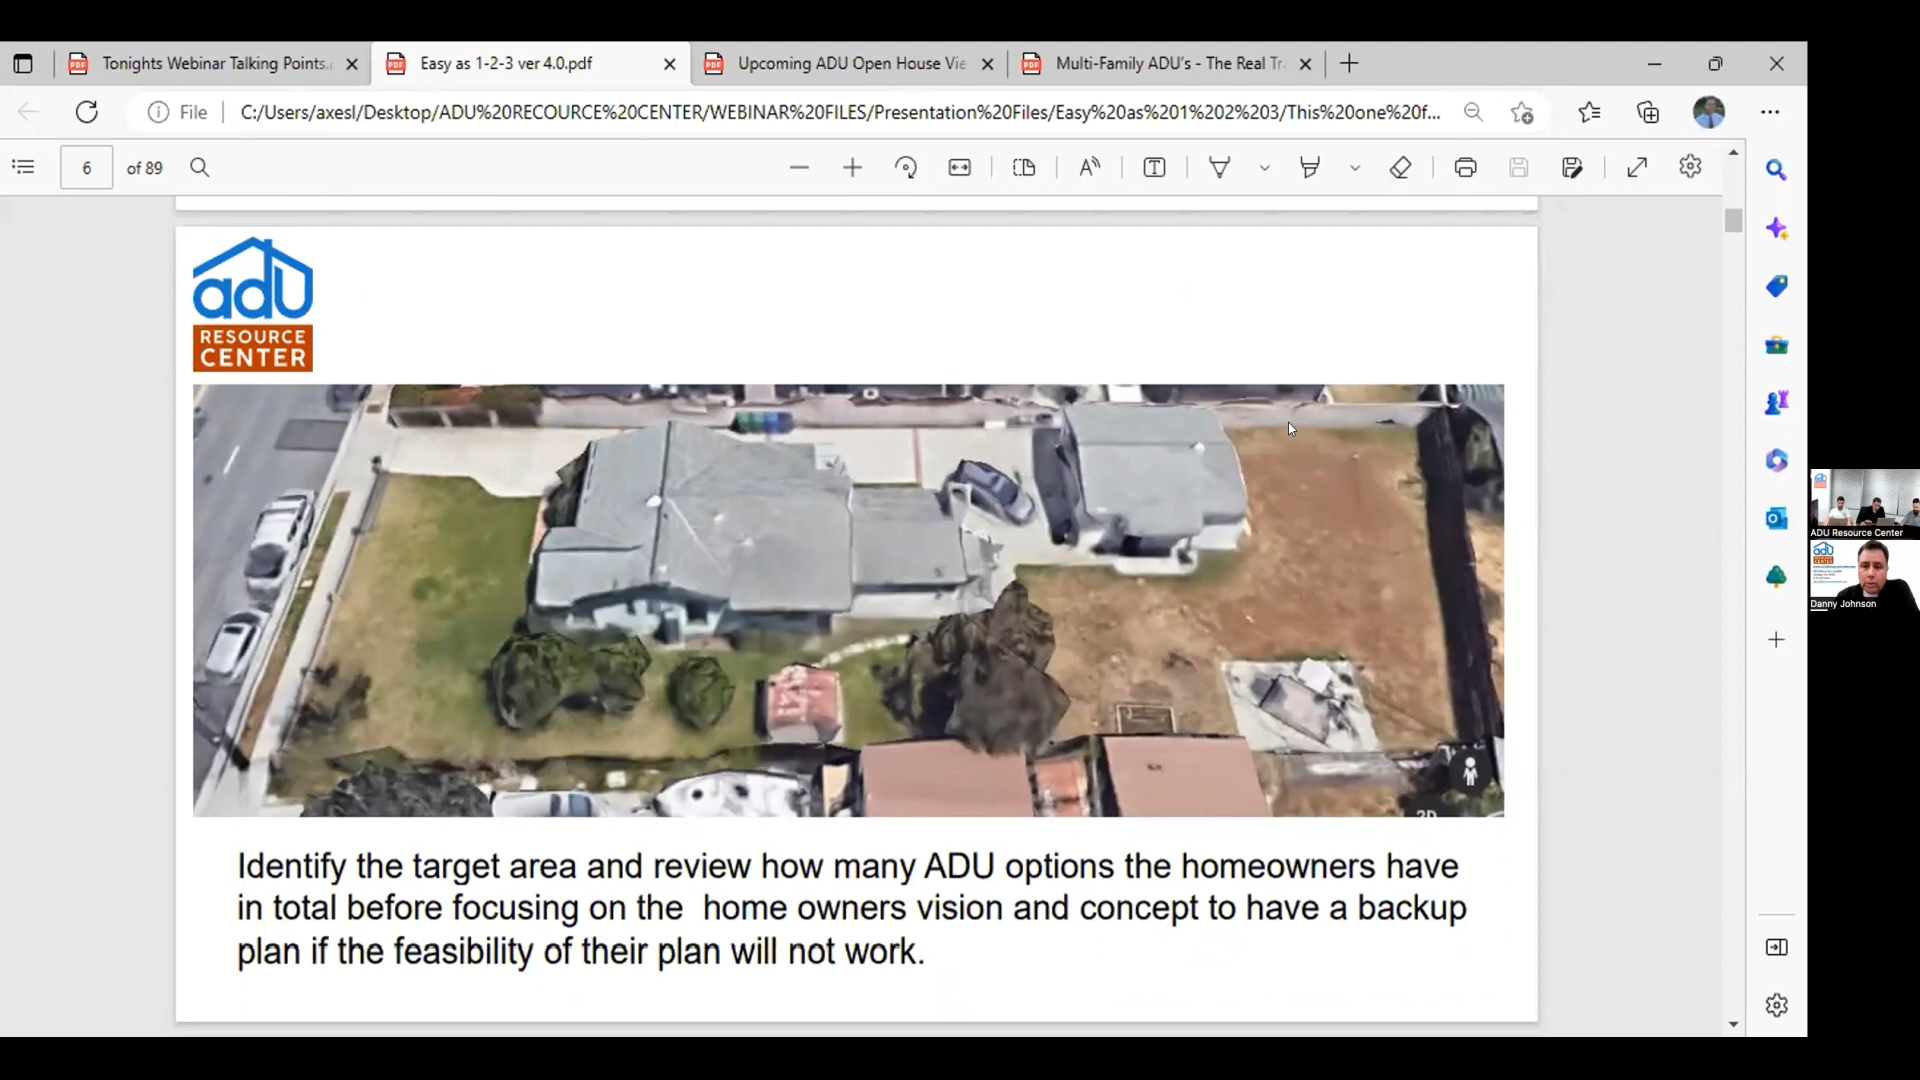 Tonights Webinar Talking Points.
Easy as 1-2-3 ver 4.0.pdf
Upcoming ADU Open House Vie
Multi-Family ADU's - The Real Tr
File
C:/Users/axesl/Desktop/ADU%20RECOURCE%20CENTER/WEBINAR%20FILES/Presentation%20Files/Easy%20as%201%202%203/This%20one%20f...
6
of 89
adu
RESOURCE
CENTER
2D
Identify the target area and review how many ADU options the homeowners have
in total before focusing on the home owners vision and concept to have a backup
plan if the feasibility of their plan will not work.
ADU Resource Center
Danny Johnson